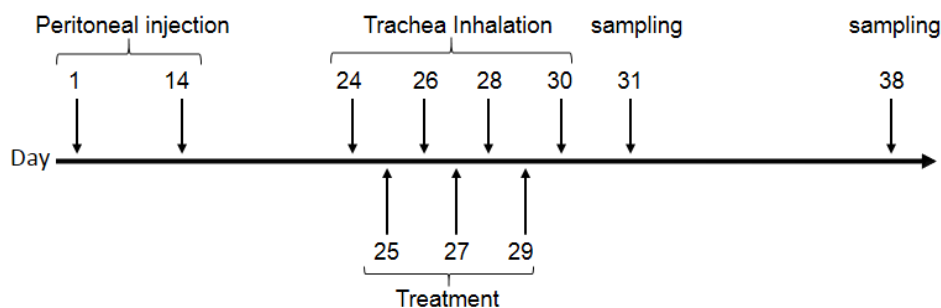 Peritoneal injection Trachea Inhalation sampling sampling
1 14 24 26 28 30 31 38
Day
25 27 29
Treatment